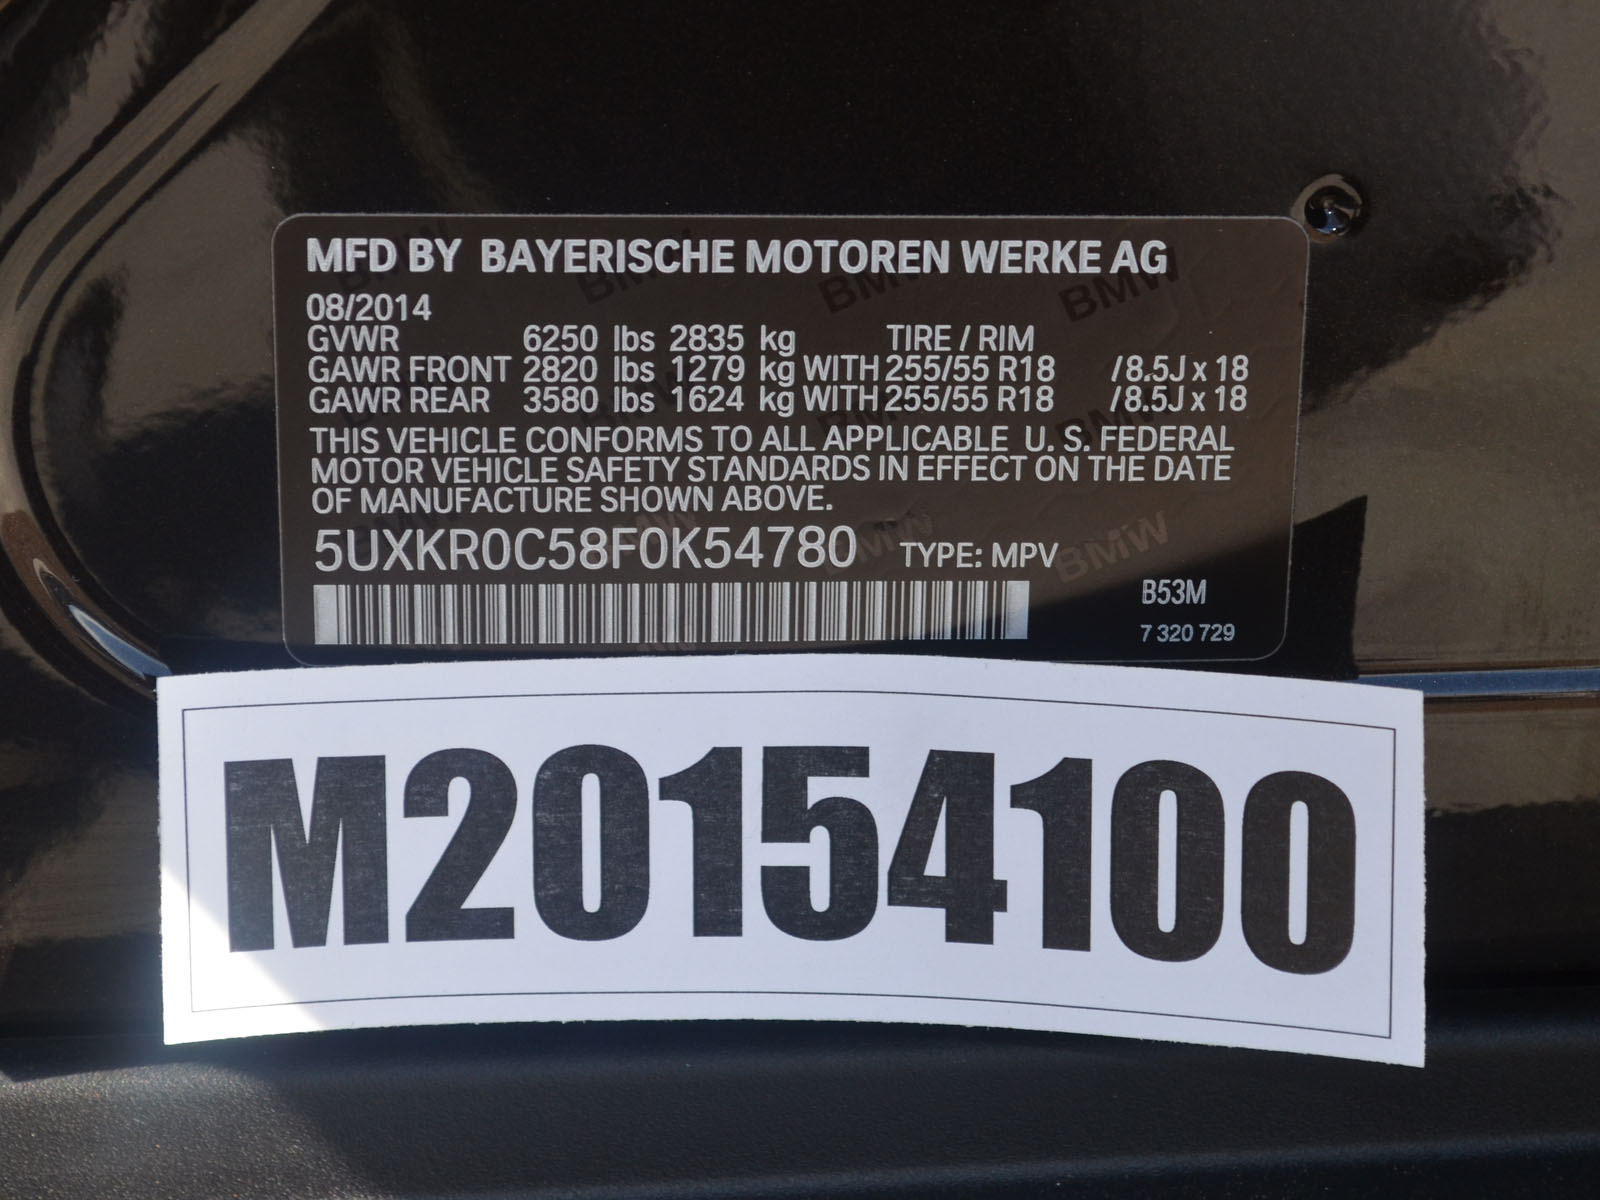 MFD BY BAYERISCHE MOTOREN WERKE AG
08/2014
GVWR 6250 lbs 2835 kg TIRE / RIM
GAWR FRONT 2820 lbs 1279 kg WITH 255/55 R18 /8.5J x 18
GAWR REAR 3580 lbs 1624 kg WITH 255/55 R18 /8.5J x 18
THIS VEHICLE CONFORMS TO ALL APPLICABLE U. S. FEDERAL
MOTOR VEHICLE SAFETY STANDARDS IN EFFECT ON THE DATE
OF MANUFACTURE SHOWN ABOVE.
5UXKR0C58F0K54780 TYPE: MPV
B53M
7 320 729
M20154100